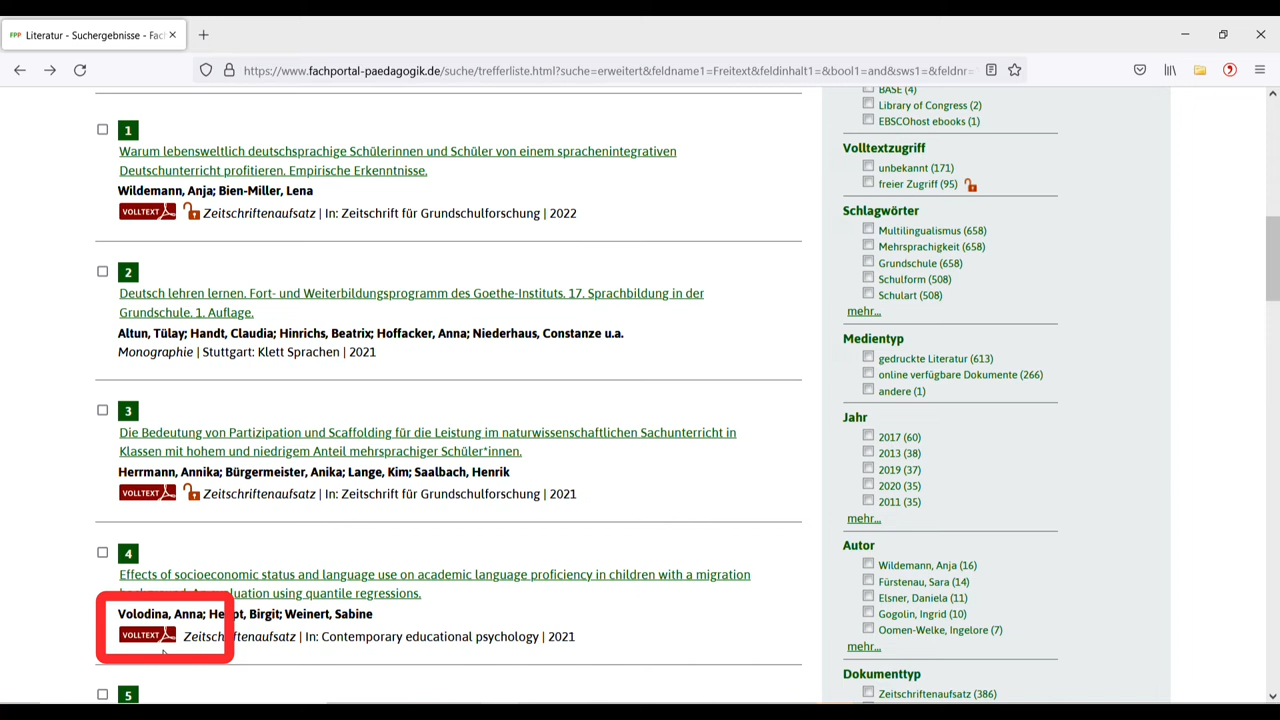 FPP Literatur - Suchergebnisse - Fach
https://www.fachportal-paedagogik.de/suche/trefferliste.html?suche=erweitert&feldname1=Freitext&feldinhalt1=&bool1=and&sws1=&feldnr=
1
Warum lebensweltlich deutschsprachige Schülerinnen und Schüler von einem sprachenintegrativen
Deutschunterricht profitieren. Empirische Erkenntnisse.
Wildemann, Anja; Bien-Miller, Lena
VOLLTEXT Zeitschriftenaufsatz | In: Zeitschrift für Grundschulforschung | 2022
2
Deutsch lehren lernen. Fort- und Weiterbildungsprogramm des Goethe-Instituts. 17. Sprachbildung in der
Grundschule. 1. Auflage.
Altun, Tülay; Handt, Claudia; Hinrichs, Beatrix; Hoffacker, Anna; Niederhaus, Constanze u.a.
Monographie | Stuttgart: Klett Sprachen | 2021
3
Die Bedeutung von Partizipation und Scaffolding für die Leistung im naturwissenschaftlichen Sachunterricht in
Klassen mit hohem und niedrigem Anteil mehrsprachiger Schüler*innen.
Herrmann, Annika; Bürgermeister, Anika; Lange, Kim; Saalbach, Henrik
VOLLTEXT Zeitschriftenaufsatz | In: Zeitschrift für Grundschulforschung | 2021
4
Effects of socioeconomic status and language use on academic language proficiency in children with a migration
using quantile regressions.
Volodina, Anna; Birgit; Weinert, Sabine
VOLLTEXT Zeitschriftenaufsatz | In: Contemporary educational psychology | 2021
5
BASE (4)
Library of Congress (2)
EBSCOhost ebooks (1)
Volltextzugriff
unbekannt (171)
freier Zugriff (95)
Schlagwörter
Multilingualismus (658)
Mehrsprachigkeit (658)
Grundschule (658)
Schulform (508)
Schulart (508)
mehr...
Medientyp
gedruckte Literatur (613)
online verfügbare Dokumente (266)
andere (1)
Jahr
2017 (60)
2013 (38)
2019 (37)
2020 (35)
2011 (35)
mehr...
Autor
Wildemann, Anja (16)
Fürstenau, Sara (14)
Elsner, Daniela (11)
Gogolin, Ingrid (10)
Oomen-Welke, Ingelore (7)
mehr...
Dokumenttyp
Zeitschriftenaufsatz (386)